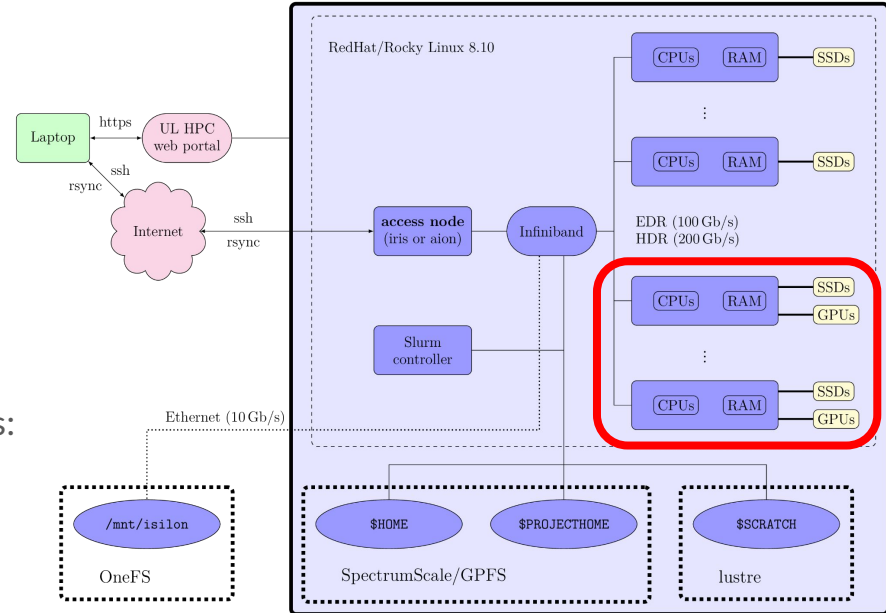 RedHat/Rocky Linux 8.10
CPUs RAM SSDs
⋮
CPUs RAM SSDs
https
Laptop
UL HPC
web portal
ssh
rsync
Internet
ssh
rsync
access node
(iris or aion)
Infiniband
EDR (100 Gb/s)
HDR (200 Gb/s)
CPUs RAM SSDs
GPUs
⋮
CPUs RAM SSDs
GPUs
Slurm
controller
s:
Ethernet (10 Gb/s)
/mnt/isilon
OneFS
$HOME
$PROJECTHOME
SpectrumScale/GPFS
$SCRATCH
lustre